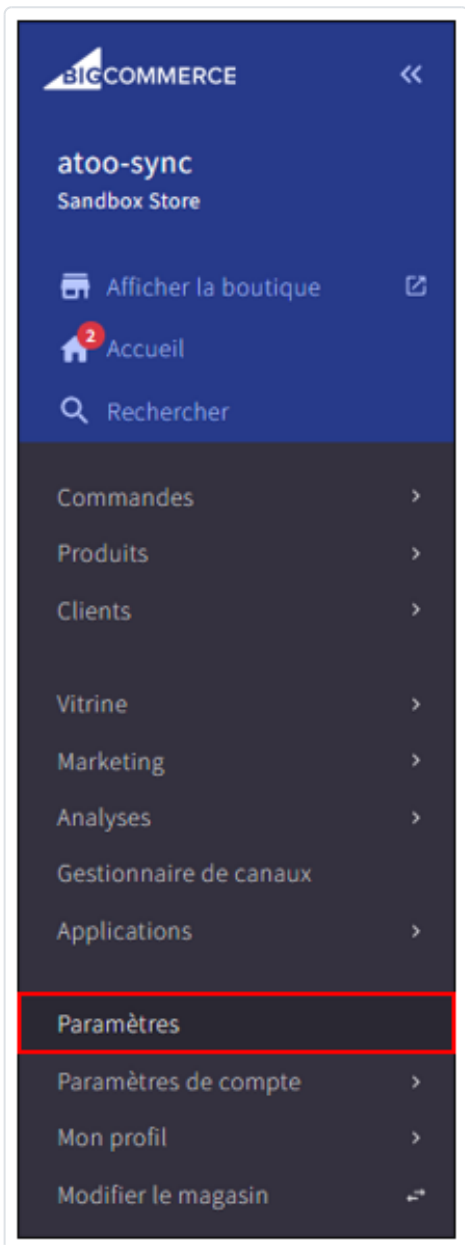 BIGCOMMERCE
atoo-sync
Sandbox Store
Afficher la boutique
2
Accueil
Rechercher
Commandes
Produits
Clients
Vitrine
Marketing
Analyses
Gestionnaire de canaux
Applications
Paramètres
Paramètres de compte
Mon profil
Modifier le magasin